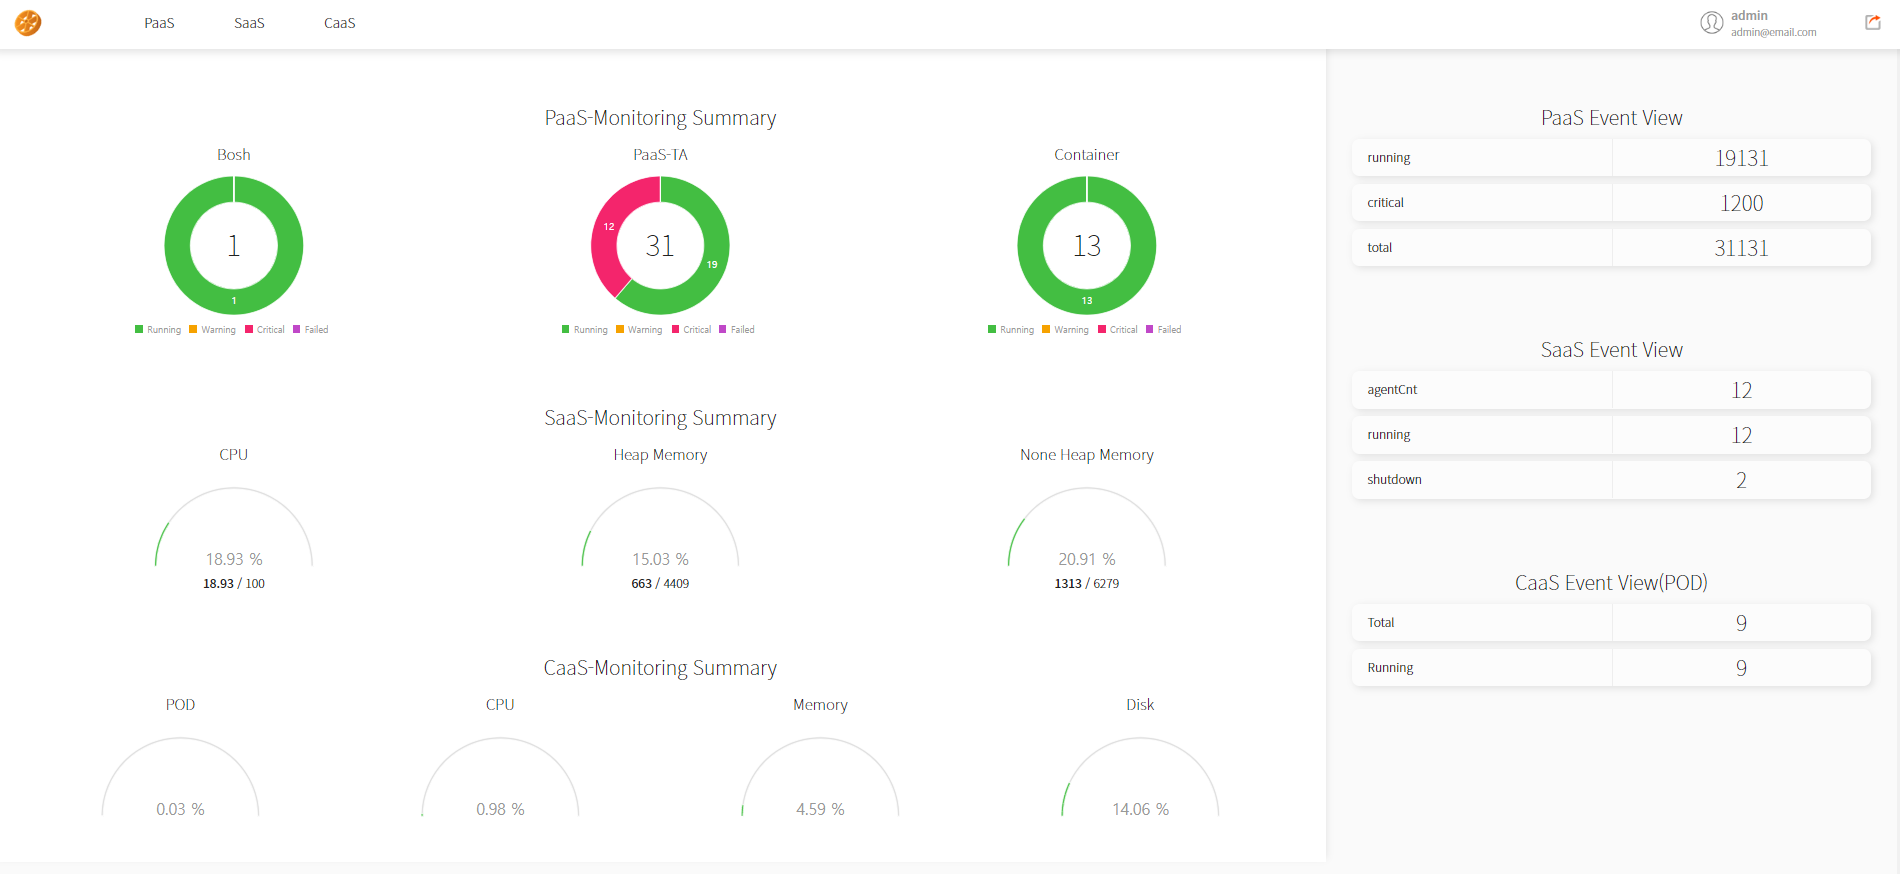 PaaS SaaS CaaS admin
admin@email.com
PaaS-Monitoring Summary
Bosh PaaS-TA Container
1
1
Running Warning Critical Failed
12
31
19
Running Warning Critical Failed
13
13
Running Warning Critical Failed
SaaS-Monitoring Summary
CPU Heap Memory None Heap Memory
18.93 % 15.03 % 20.91 %
18.93 / 100 663 / 4409 1313 / 6279
CaaS-Monitoring Summary
POD CPU Memory Disk
0.03 % 0.98 % 4.59 % 14.06 %
PaaS Event View
running 19131
critical 1200
total 31131
SaaS Event View
agentCnt 12
running 12
shutdown 2
CaaS Event View(POD)
Total 9
Running 9